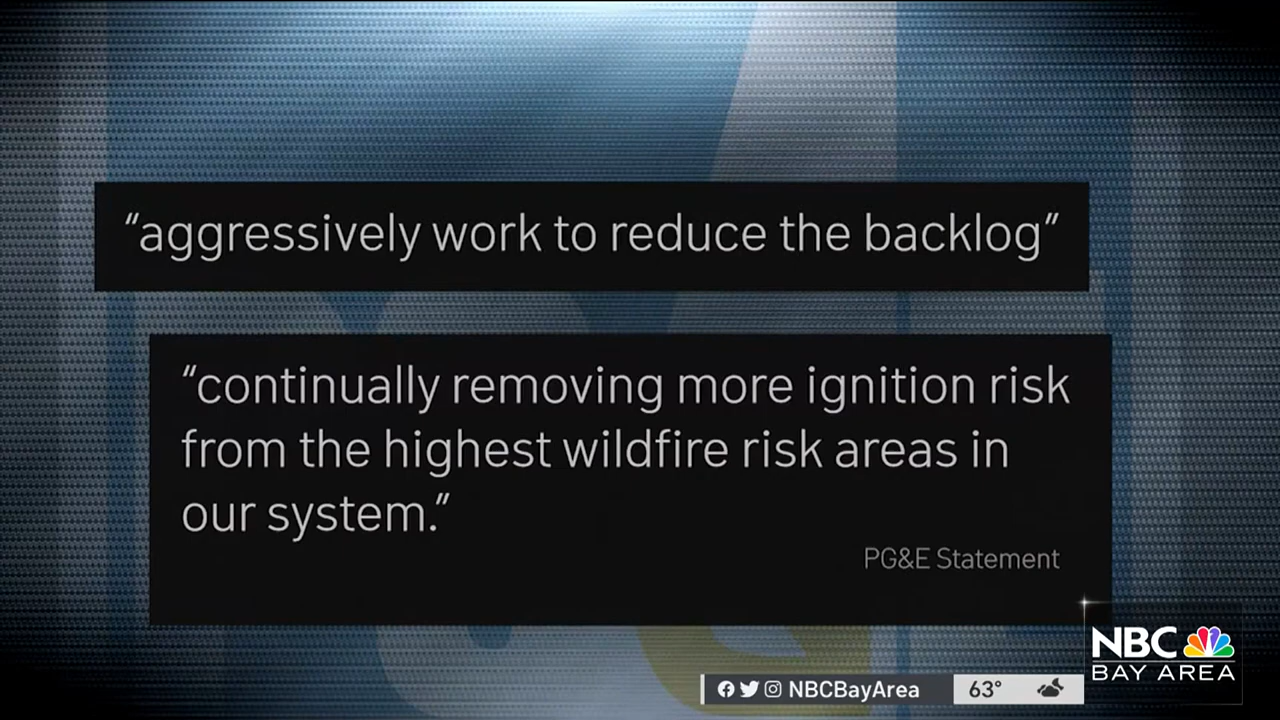 “aggressively work to reduce the backlog”
“continually removing more ignition risk
from the highest wildfire risk areas in
our system.”
PG&E Statement
NBC
BAY AREA
NBCBayArea
63°